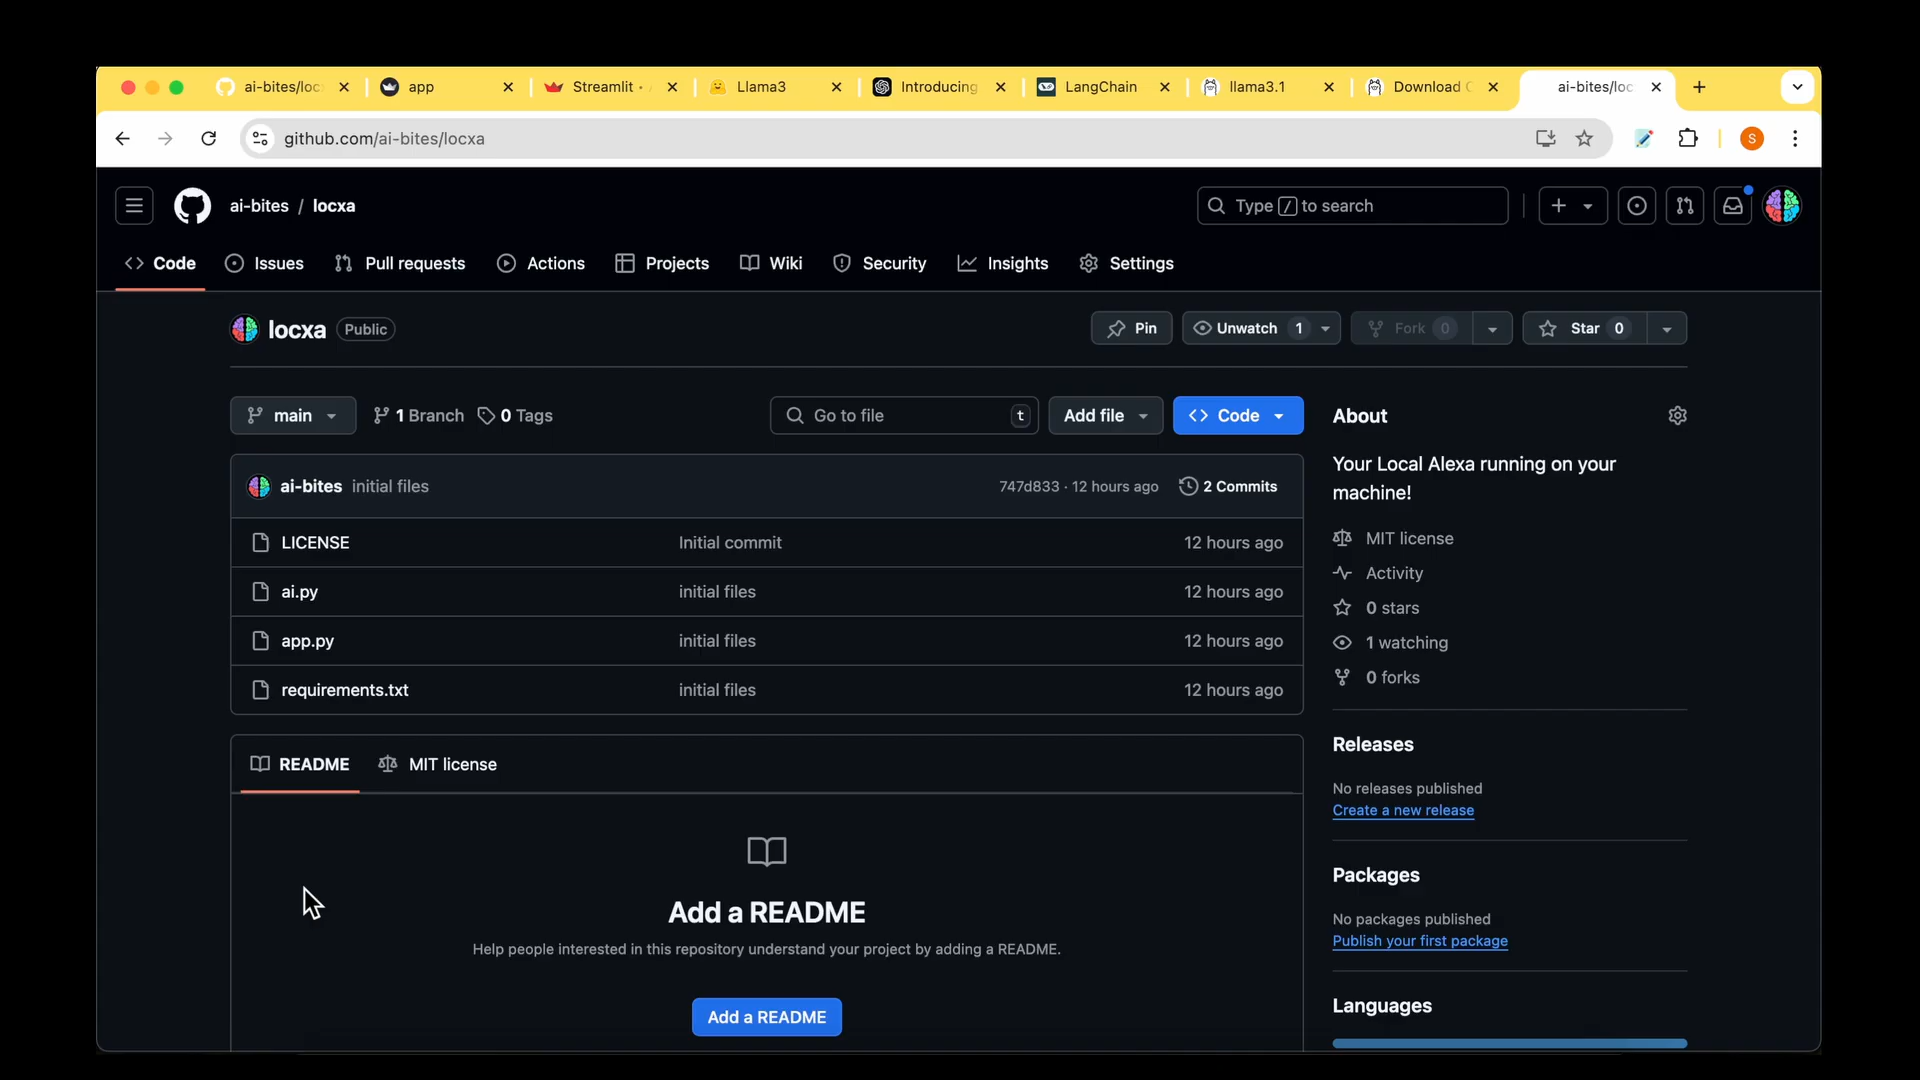 ai-bites/loc
app
Streamlit •
Llama3
Introducing
LangChain
llama3.1
Download
ai-bites/loc
github.com/ai-bites/locxa
S
ai-bites / locxa
Type / to search
Code
Issues
Pull requests
Actions
Projects
Wiki
Security
Insights
Settings
locxa Public
Pin
Unwatch 1
Fork 0
Star 0
main
1 Branch
0 Tags
Go to file t
Add file
Code
ai-bites initial files
747d833 · 12 hours ago
2 Commits
LICENSE Initial commit 12 hours ago
ai.py initial files 12 hours ago
app.py initial files 12 hours ago
requirements.txt initial files 12 hours ago
README
MIT license
Add a README
Help people interested in this repository understand your project by adding a README.
Add a README
About
Your Local Alexa running on your
machine!
MIT license
Activity
0 stars
1 watching
0 forks
Releases
No releases published
Create a new release
Packages
No packages published
Publish your first package
Languages